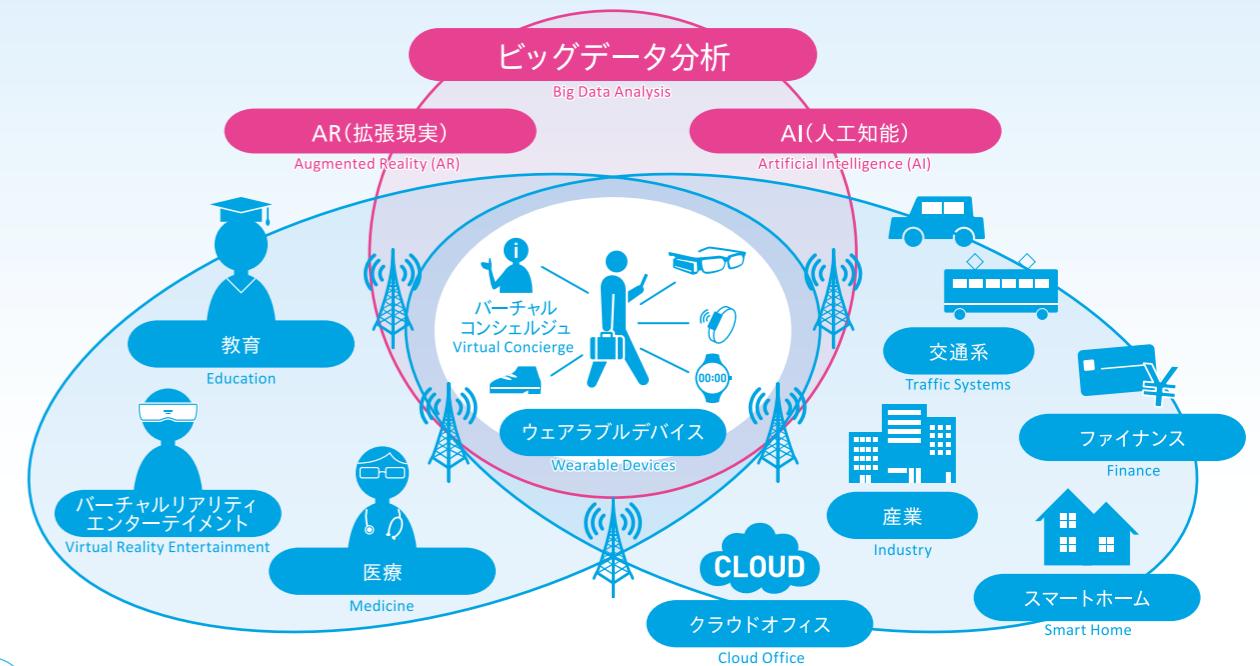 ビッグデータ分析
Big Data Analysis
AR(拡張現実)
Augmented Reality (AR)
AI(人工知能)
Artificial Intelligence (AI)
i
バーチャル
コンシェルジュ
Virtual Concierge
00:00
ウェアラブルデバイス
Wearable Devices
教育
Education
バーチャルリアリティ
エンターテイメント
Virtual Reality Entertainment
医療
Medicine
交通系
Traffic Systems
¥
ファイナンス
Finance
産業
Industry
スマートホーム
Smart Home
CLOUD
クラウドオフィス
Cloud Office